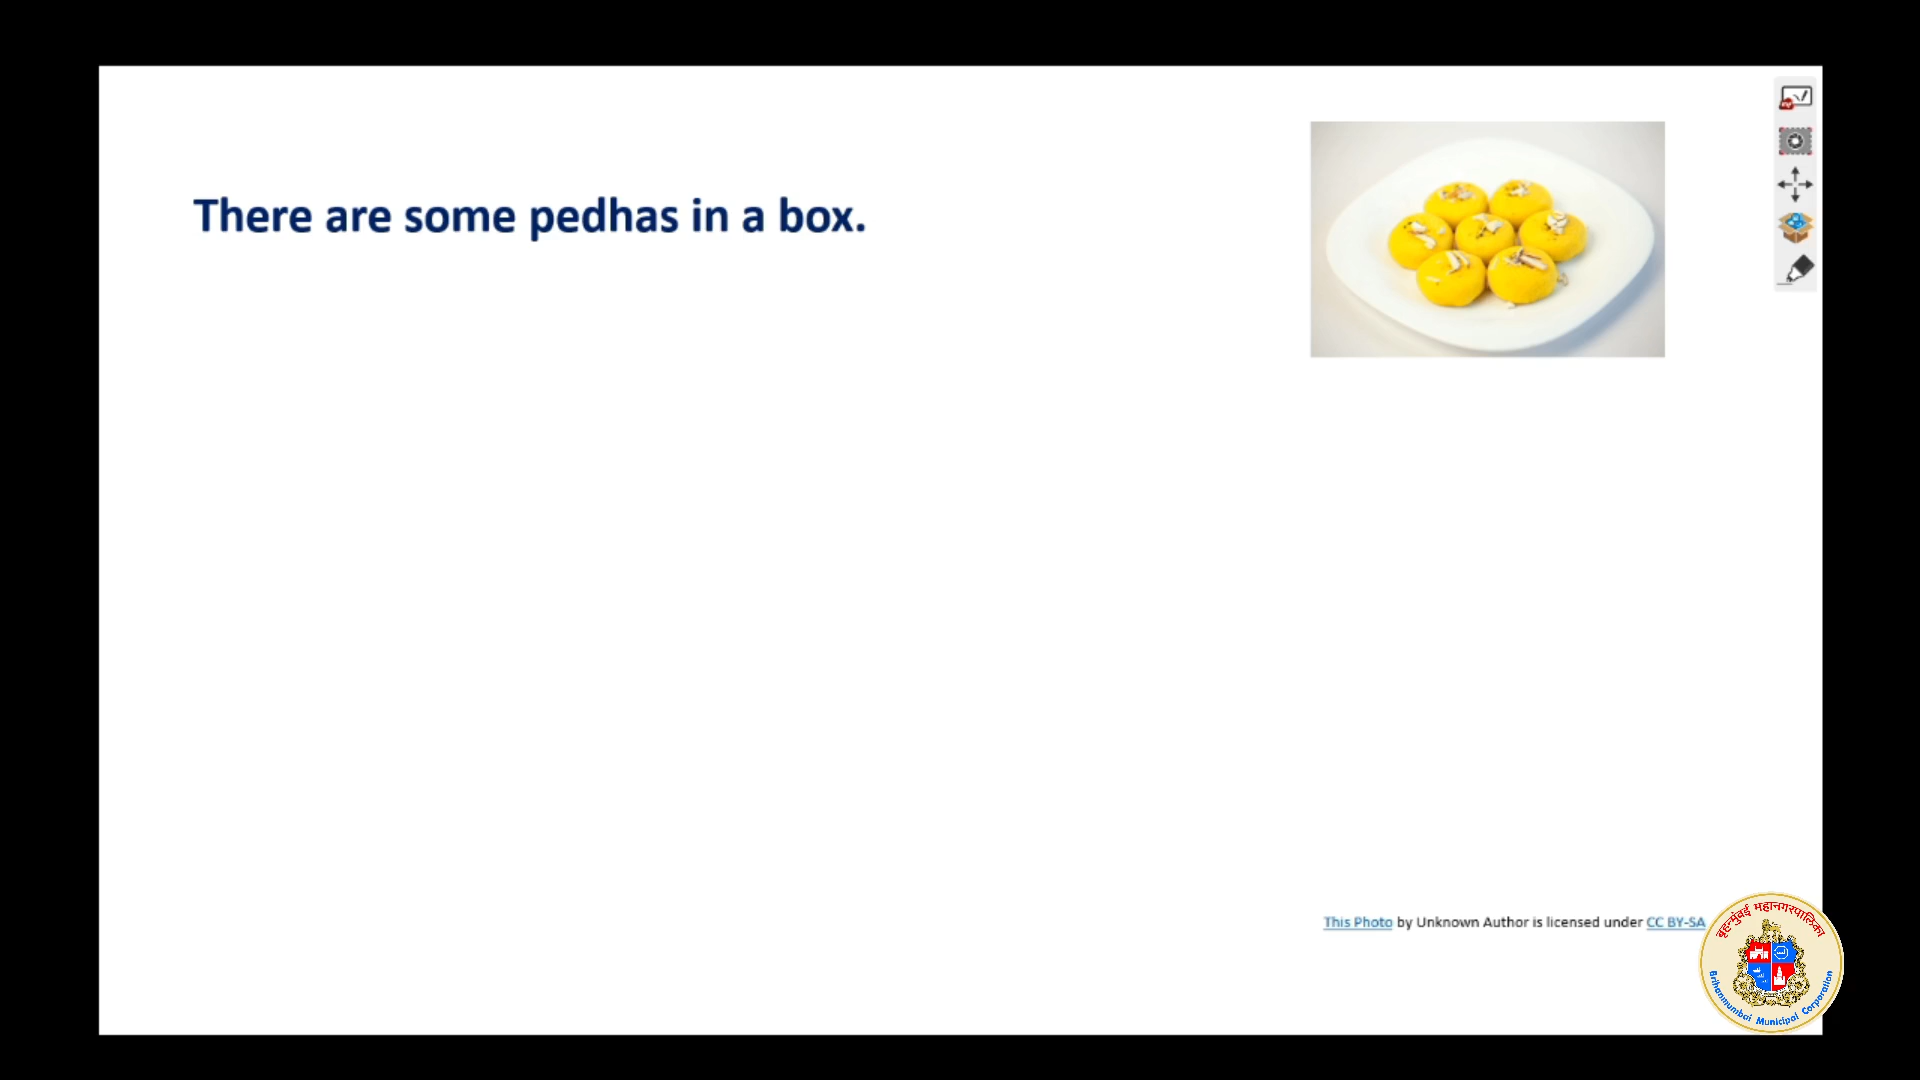 There are some pedhas in a box.
This Photo by Unknown Author is licensed under CC BY-SA
बृहन्मुंबई महानगरपालिका
Brihanmumbai Municipal Corporation